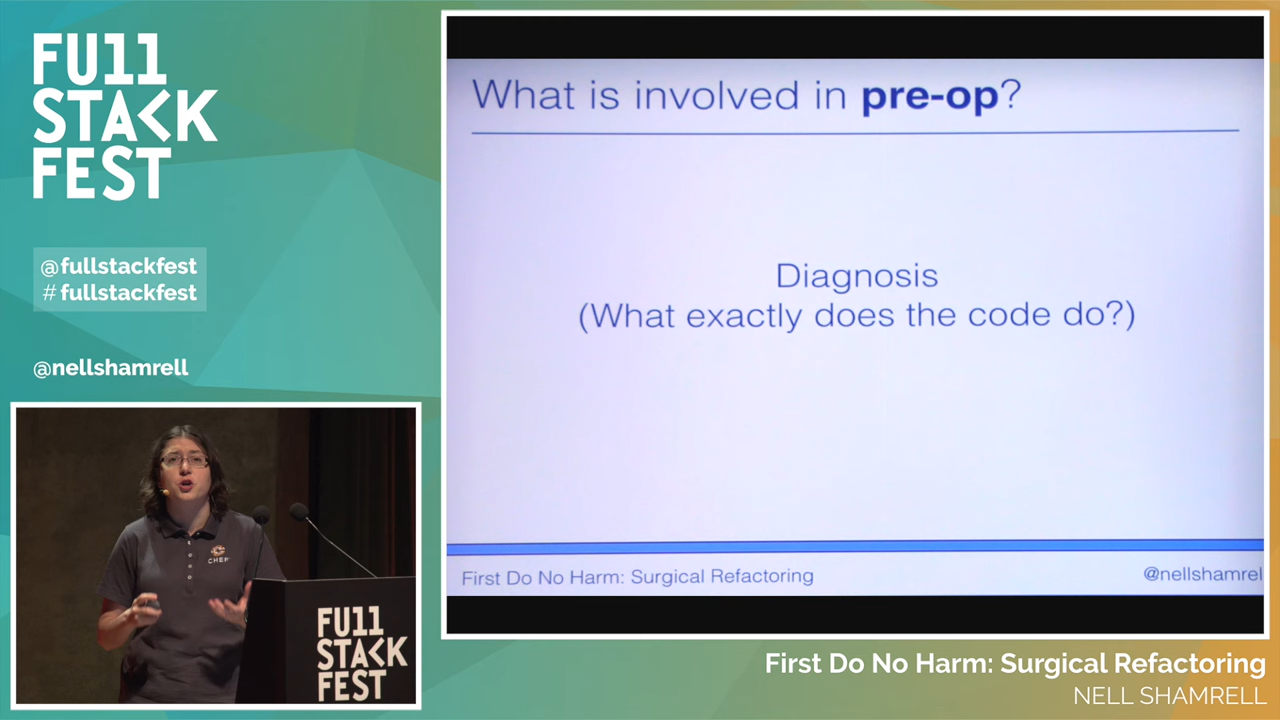 FU11
STACK
FEST
@fullstackfest
# fullstackfest
@nellshamrell
CHEF
FU11
STACK
FEST
What is involved in pre-op?
Diagnosis
(What exactly does the code do?)
First Do No Harm: Surgical Refactoring
@nellshamrel
First Do No Harm: Surgical Refactoring
NELL SHAMRELL